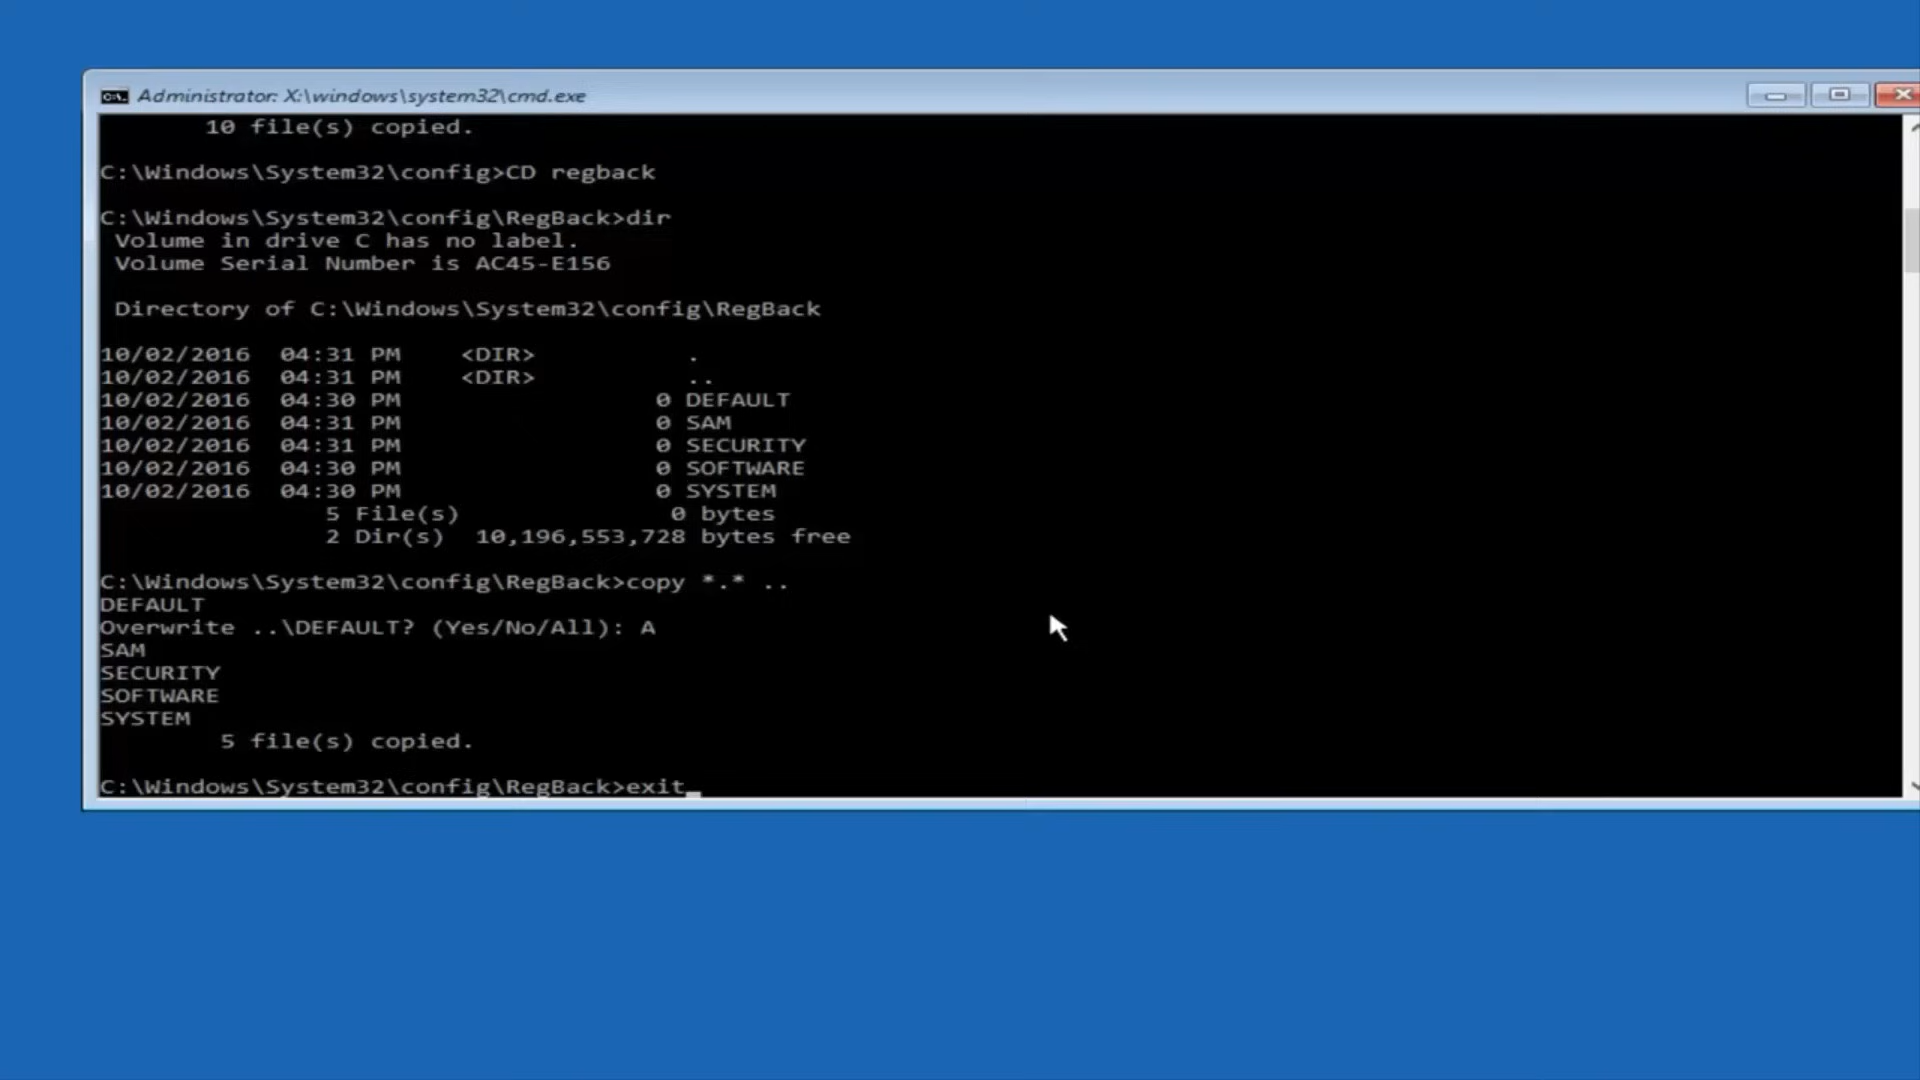 Administrator: X:\windows\system32\cmd.exe
10 file(s) copied.
C:\Windows\System32\config>CD regback
C:\Windows\System32\config\RegBack>dir
Volume in drive C has no label.
Volume Serial Number is AC45-E156
Directory of C:\Windows\System32\config\RegBack
10/02/2016 04:31 PM <DIR> .
10/02/2016 04:31 PM <DIR> ..
10/02/2016 04:30 PM 0 DEFAULT
10/02/2016 04:31 PM 0 SAM
10/02/2016 04:31 PM 0 SECURITY
10/02/2016 04:30 PM 0 SOFTWARE
10/02/2016 04:30 PM 0 SYSTEM
5 File(s) 0 bytes
2 Dir(s) 10,196,553,728 bytes free
C:\Windows\System32\config\RegBack>copy *.* ..
DEFAULT
Overwrite ..\DEFAULT? (Yes/No/All): A
SAM
SECURITY
SOFTWARE
SYSTEM
5 file(s) copied.
C:\Windows\System32\config\RegBack>exit_